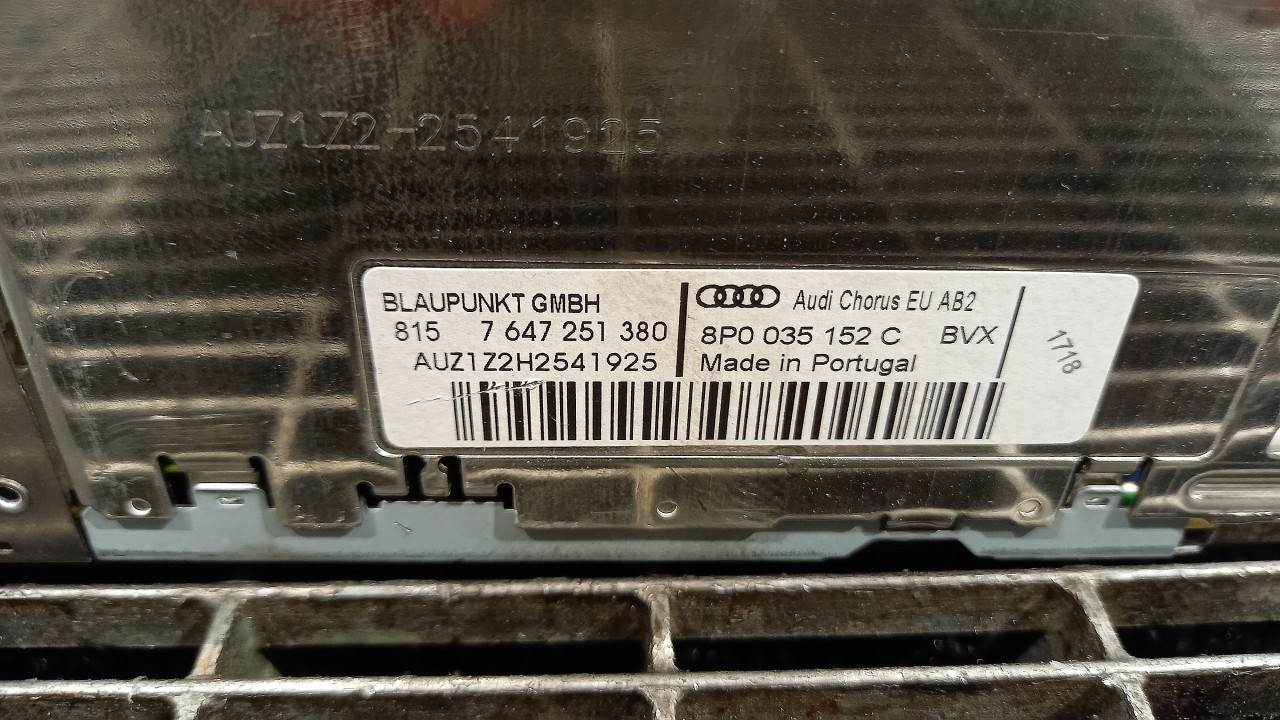 AUZ1Z2H2541925
BLAUPUNKT GMBH
815 7 647 251 380
AUZ1Z2H2541925
Audi Chorus EU AB2
8P0 035 152 C BVX
Made in Portugal
1718